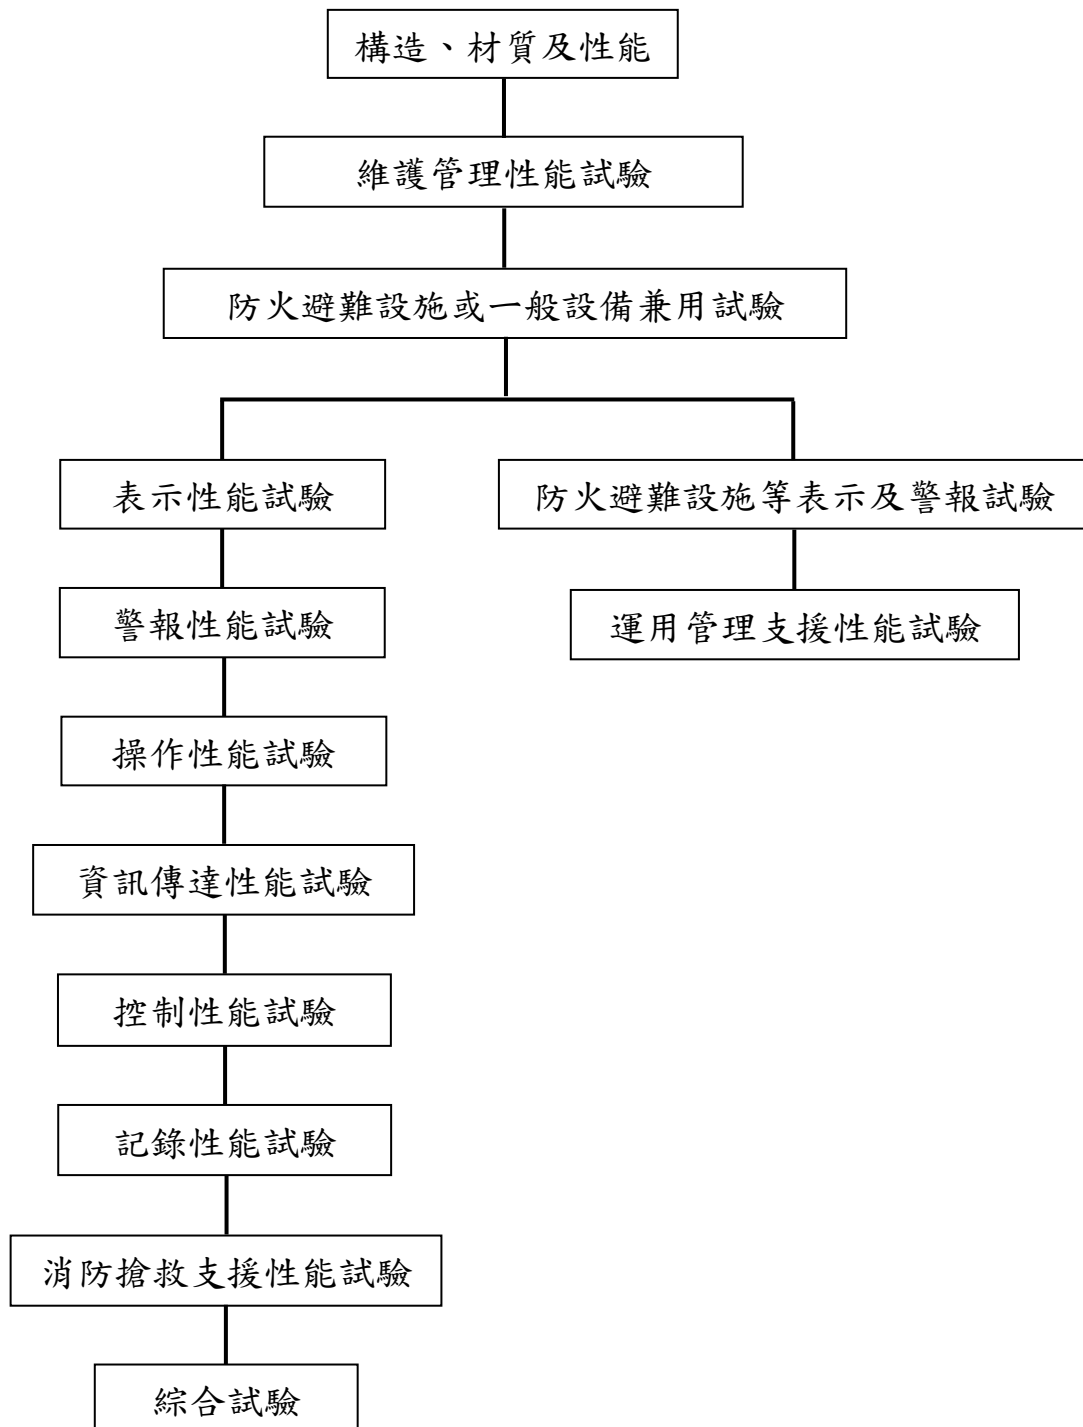 構造、材質及性能
維護管理性能試驗
防火避難設施或一般設備兼用試驗
表示性能試驗
防火避難設施等表示及警報試驗
警報性能試驗
運用管理支援性能試驗
操作性能試驗
資訊傳達性能試驗
控制性能試驗
記錄性能試驗
消防搶救支援性能試驗
綜合試驗